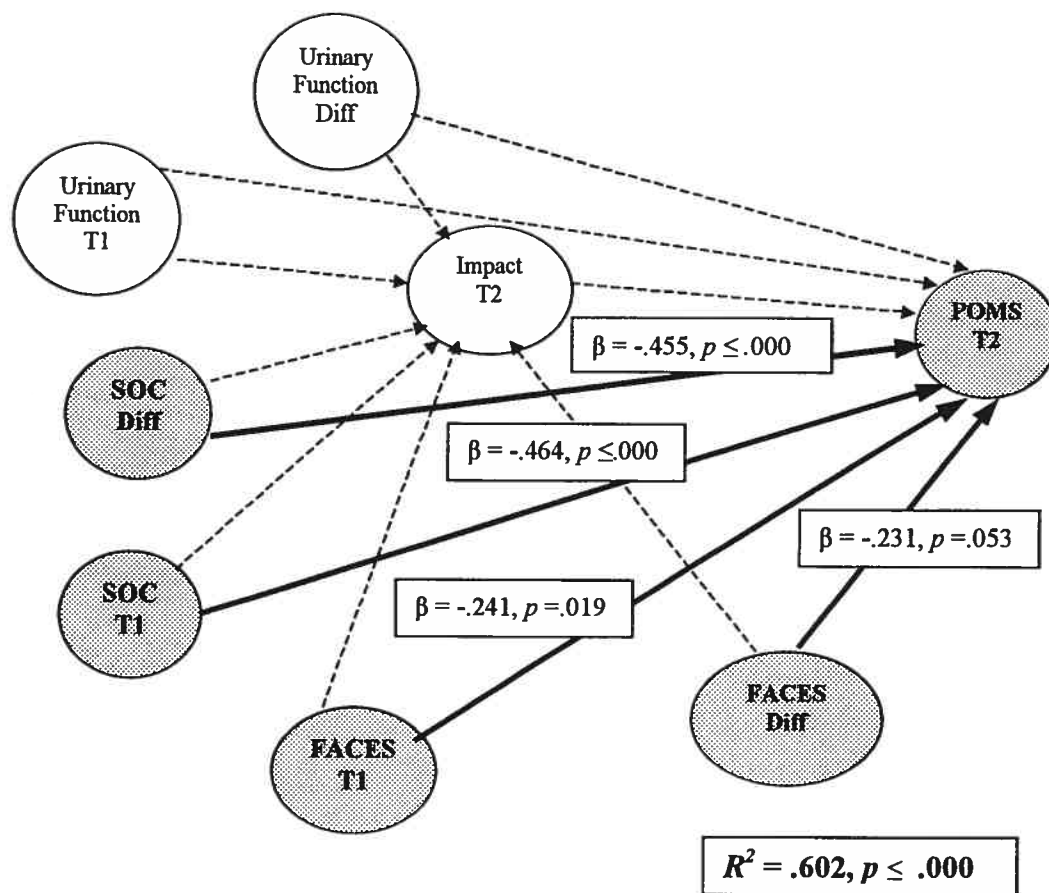 Urinary
Function
Diff
Urinary
Function
T1
Impact
T2
POMS
T2
β = -.455, p ≤ .000
SOC
Diff
β = -.464, p ≤.000
β = -.231, p =.053
SOC
T1
β = -.241, p =.019
FACES
Diff
FACES
T1
R² = .602, p ≤ .000